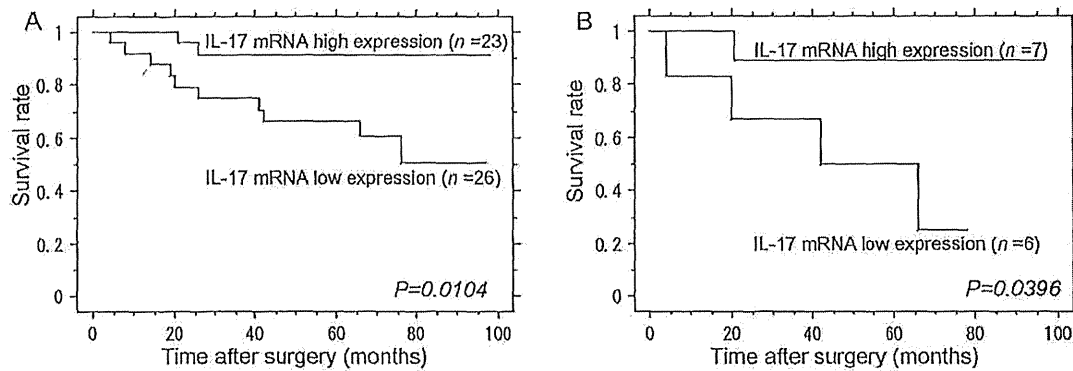 A
Survival rate
1
0.8
0.6
0.4
0.2
0
IL-17 mRNA high expression (n =23)
IL-17 mRNA low expression (n =26)
P=0.0104
0 20 40 60 80 100
Time after surgery (months)
B
Survival rate
1
0.8
0.6
0.4
0.2
0
IL-17 mRNA high expression (n =7)
IL-17 mRNA low expression (n =6)
P=0.0396
0 20 40 60 80 100
Time after surgery (months)